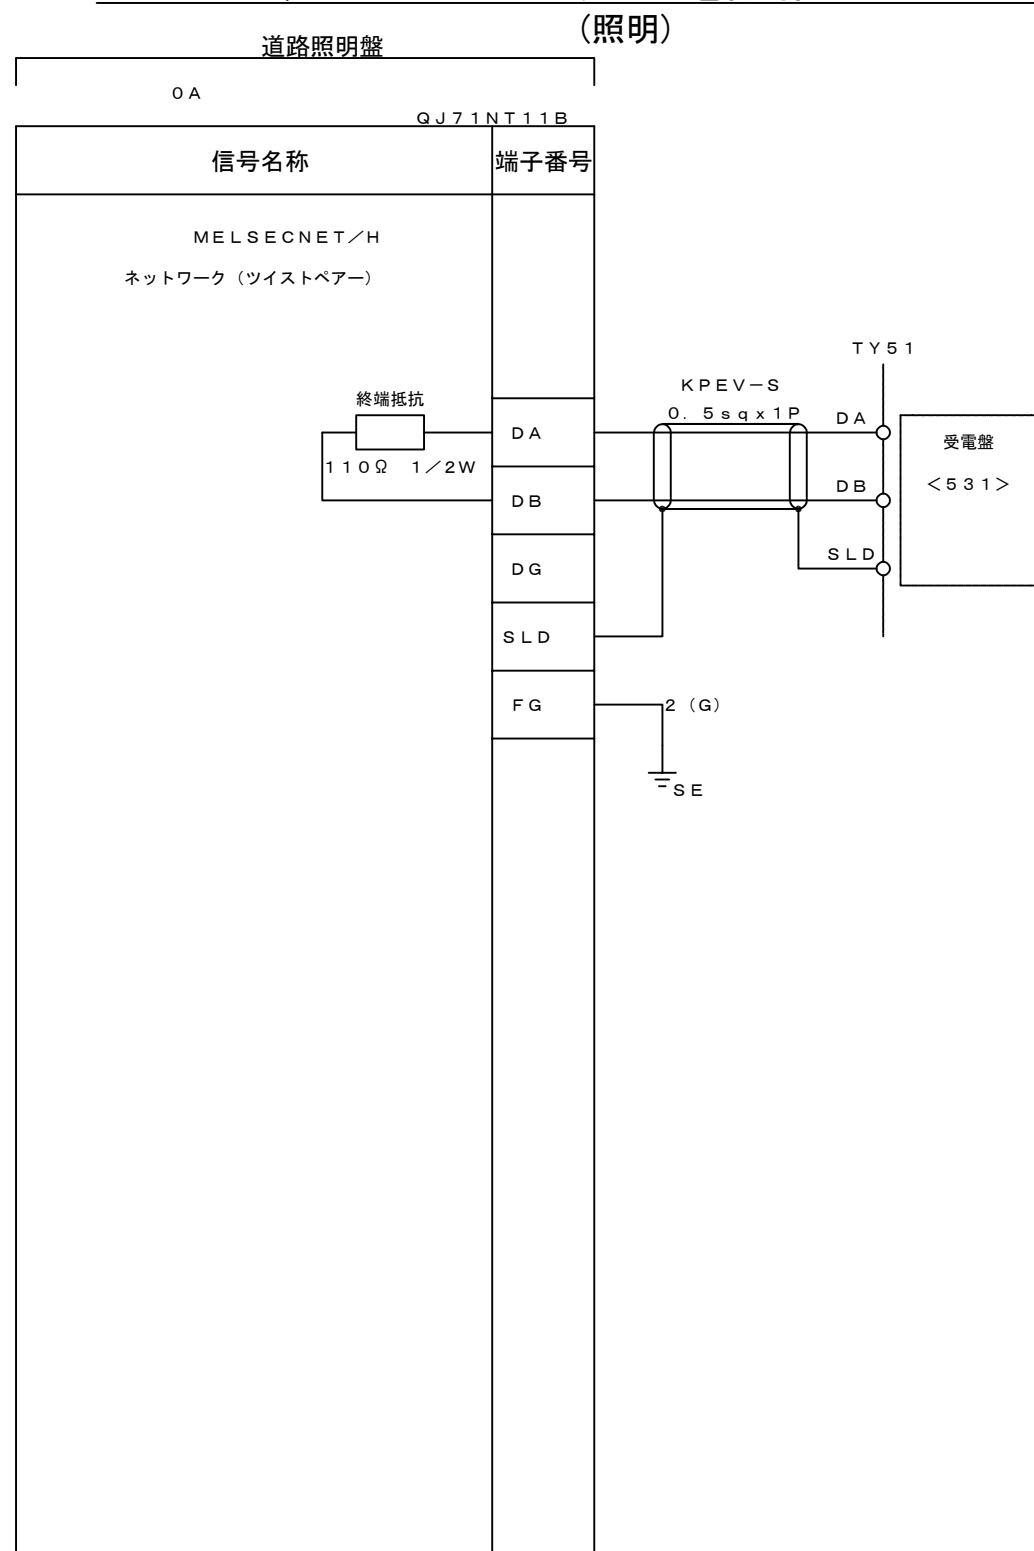 （照明）
道路照明盤
０Ａ
ＱＪ７１ＮＴ１１Ｂ
信号名称
端子番号
ＭＥＬＳＥＣＮＥＴ／Ｈ
ネットワーク（ツイストペアー）
ＴＹ５１
ＫＰＥＶ－Ｓ
０．５ｓｑｘ１Ｐ
終端抵抗
１１０Ω　１／２Ｗ
ＤＡ
ＤＢ
ＤＧ
ＳＬＤ
ＦＧ
ＤＡ
ＤＢ
ＳＬＤ
受電盤
＜５３１＞
２（Ｇ）
ＳＥ